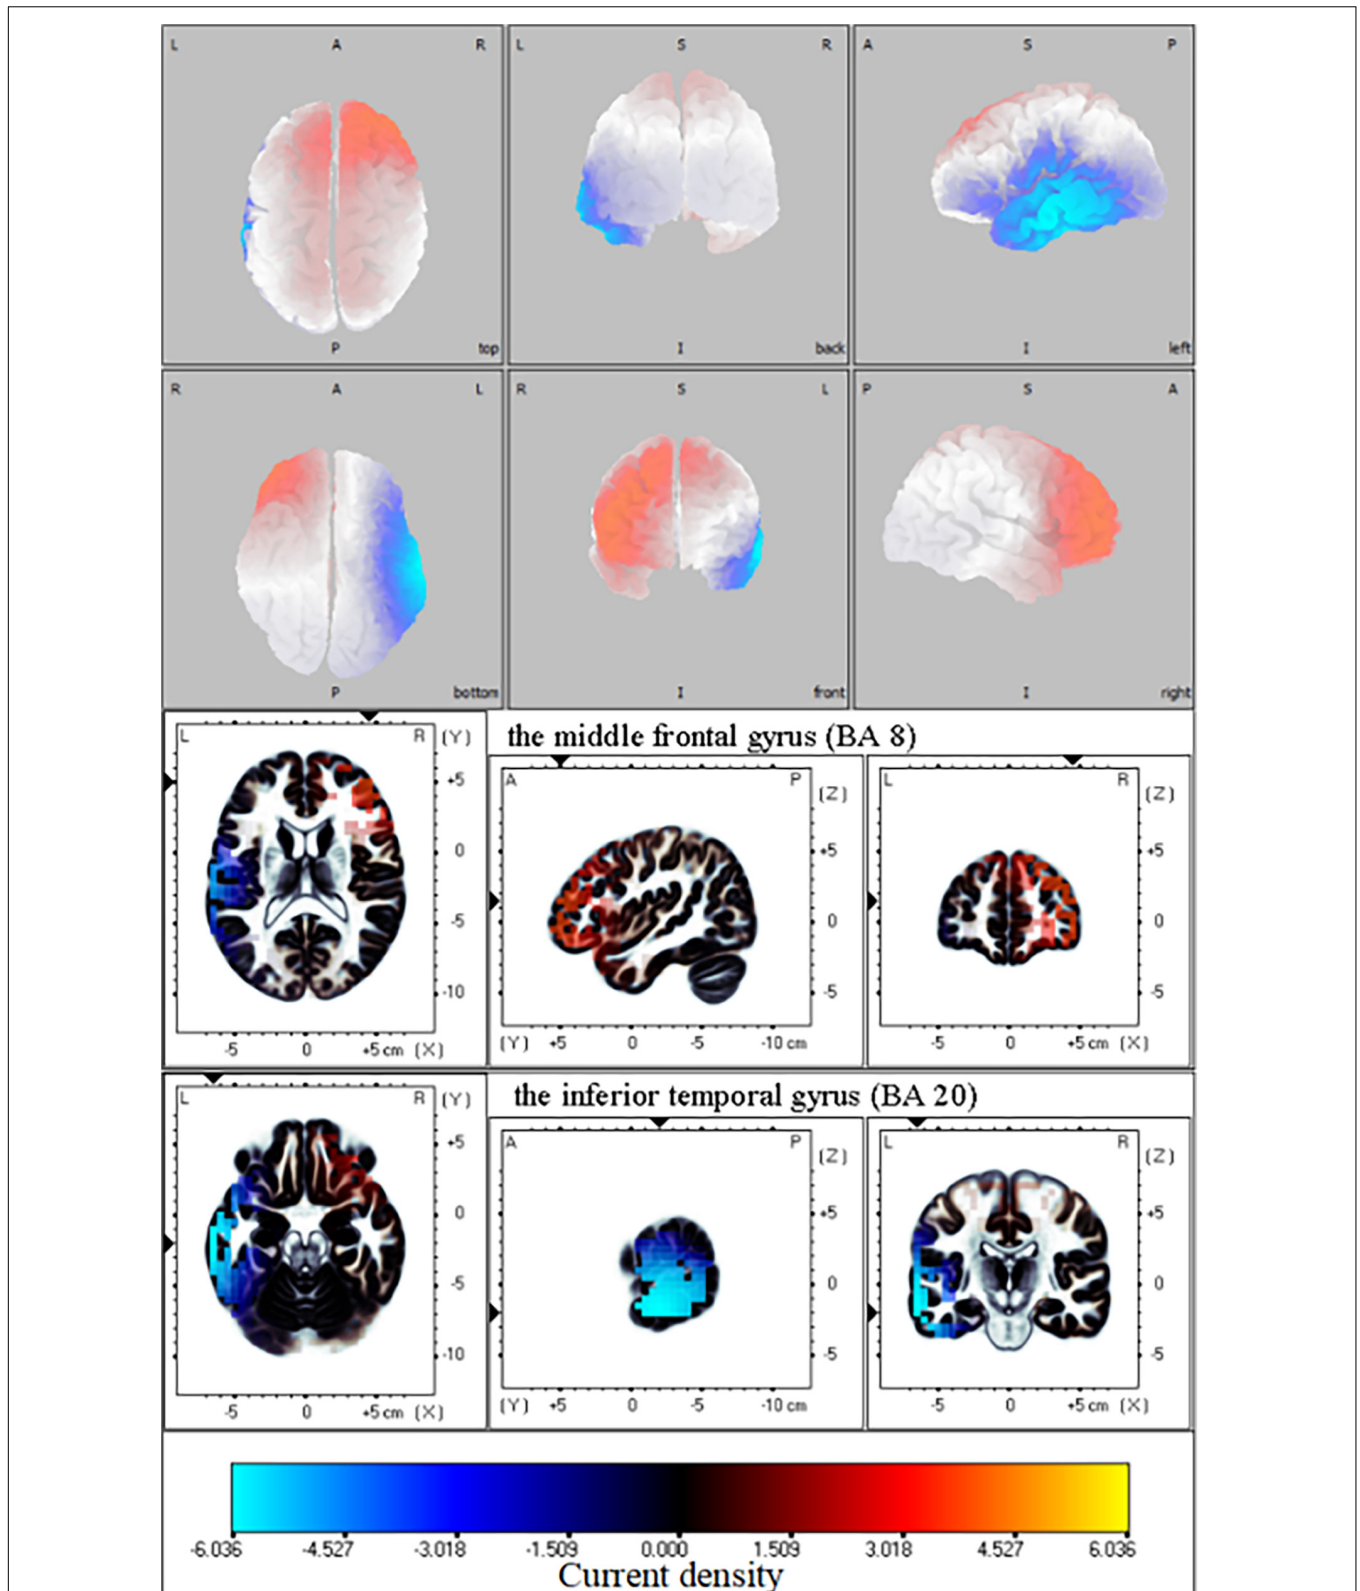 L A R
P top
L S R
I back
A S P
I left
R A L
P bottom
R S L
I front
P S A
I right
the middle frontal gyrus (BA 8)
L R (Y)
+5
0
-5
-10
-5 0 +5 cm (X)
A P (Z)
+5
0
-5
(Y) +5 0 -5 -10 cm
L R (Z)
+5
0
-5
-5 0 +5 cm (X)
the inferior temporal gyrus (BA 20)
L R (Y)
+5
0
-5
-10
-5 0 +5 cm (X)
A P (Z)
+5
0
-5
(Y) +5 0 -5 -10 cm
L R (Z)
+5
0
-5
-5 0 +5 cm (X)
-6.036 -4.527 -3.018 -1.509 0.000 1.509 3.018 4.527 6.036
Current density